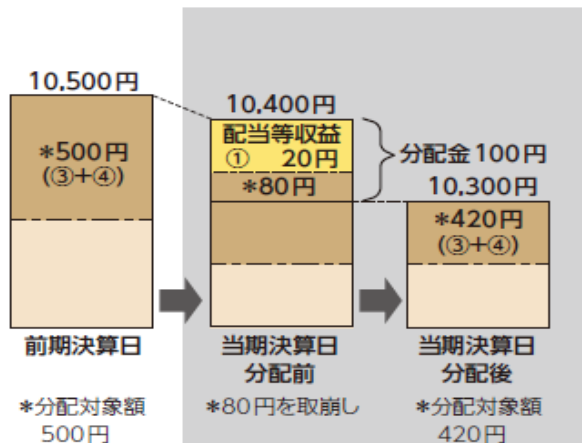 10,500円
*500円
(③+④)
前期決算日
*分配対象額
500円
10,400円
配当等収益
① 20円
*80円
分配金100円
当期決算日
分配前
*80円を取崩し
10,300円
*420円
(③+④)
当期決算日
分配後
*分配対象額
420円